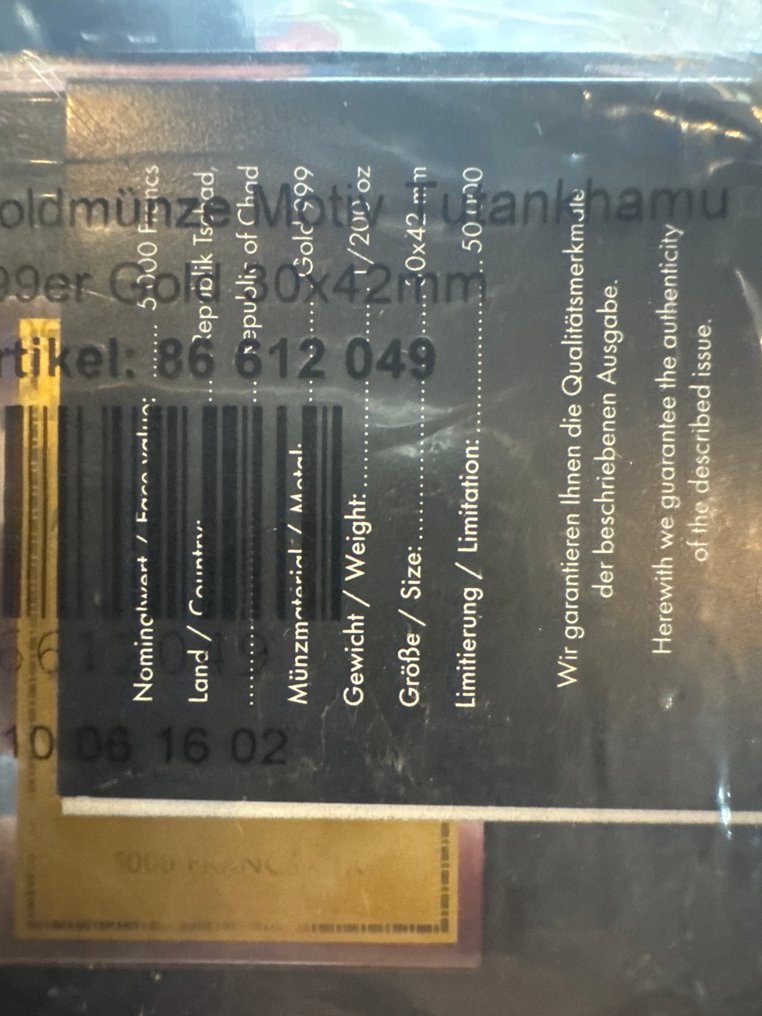 oldmünze Motiv Tutankhamu
99er Gold 30x42mm
rtikel: 86 612 049
10 06 16 02
Nominalwert / Face value: ........ 5 000 Francs
Land / Country: ........ Republik Tschad,
........ Republic of Chad
Münzmaterial / Metal: ........ Gold 999
Gewicht / Weight: ........ 1/200 oz
Größe / Size: ........ 30x42 mm
Limitierung / Limitation: ........ 50 000
Wir garantieren Ihnen die Qualitätsmerkmale
der beschriebenen Ausgabe.
Herewith we guarantee the authenticity
of the described issue.
5000 FRANCS